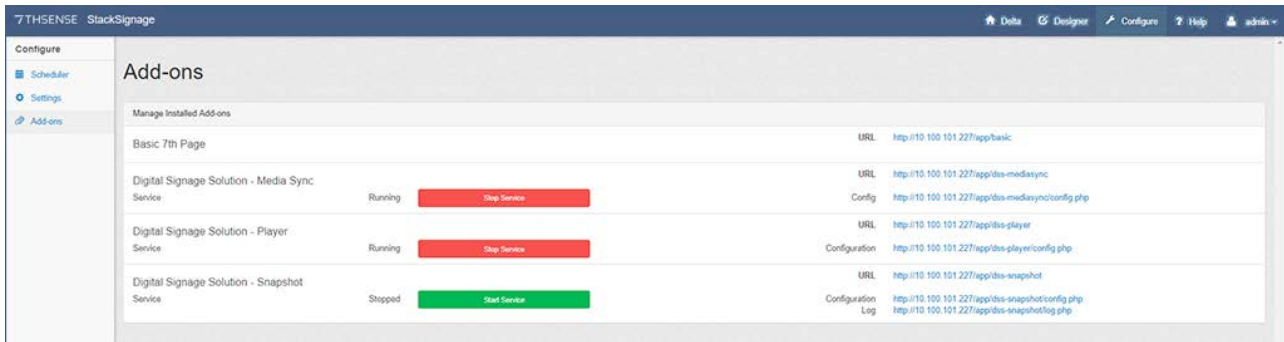 7THSENSE StackSignage
Delta Designer Configure ? Help admin
Configure
Scheduler
Settings
Add-ons
Add-ons
Manage Installed Add-ons
Basic 7th Page URL http://10.100.101.227/app/basic
Digital Signage Solution - Media Sync URL http://10.100.101.227/app/dss-mediasync
Service Running Stop Service Config http://10.100.101.227/app/dss-mediasync/config.php
Digital Signage Solution - Player URL http://10.100.101.227/app/dss-player
Service Running Stop Service Configuration http://10.100.101.227/app/dss-player/config.php
Digital Signage Solution - Snapshot URL http://10.100.101.227/app/dss-snapshot
Service Stopped Start Service Configuration http://10.100.101.227/app/dss-snapshot/config.php
Log http://10.100.101.227/app/dss-snapshot/log.php